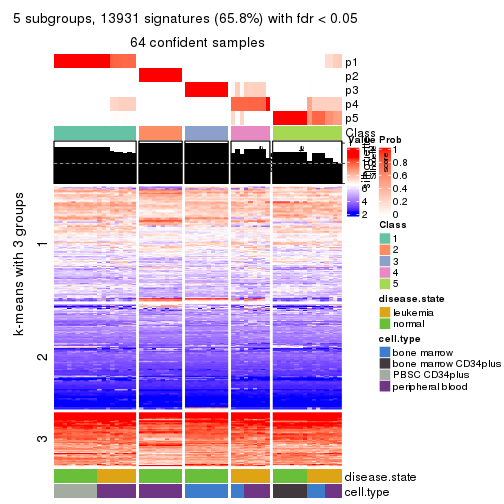 5 subgroups, 13931 signatures (65.8%) with fdr < 0.05
64 confident samples
p1
p2
p3
p4
p5
Class
Prob
1
0.8
0.6
0.4
0.2
0
2
Class
1
2
3
4
5
disease.state
leukemia
normal
cell.type
bone marrow
bone marrow CD34plus
PBSC CD34plus
peripheral blood
k-means with 3 groups
1
2
3
disease.state
cell.type